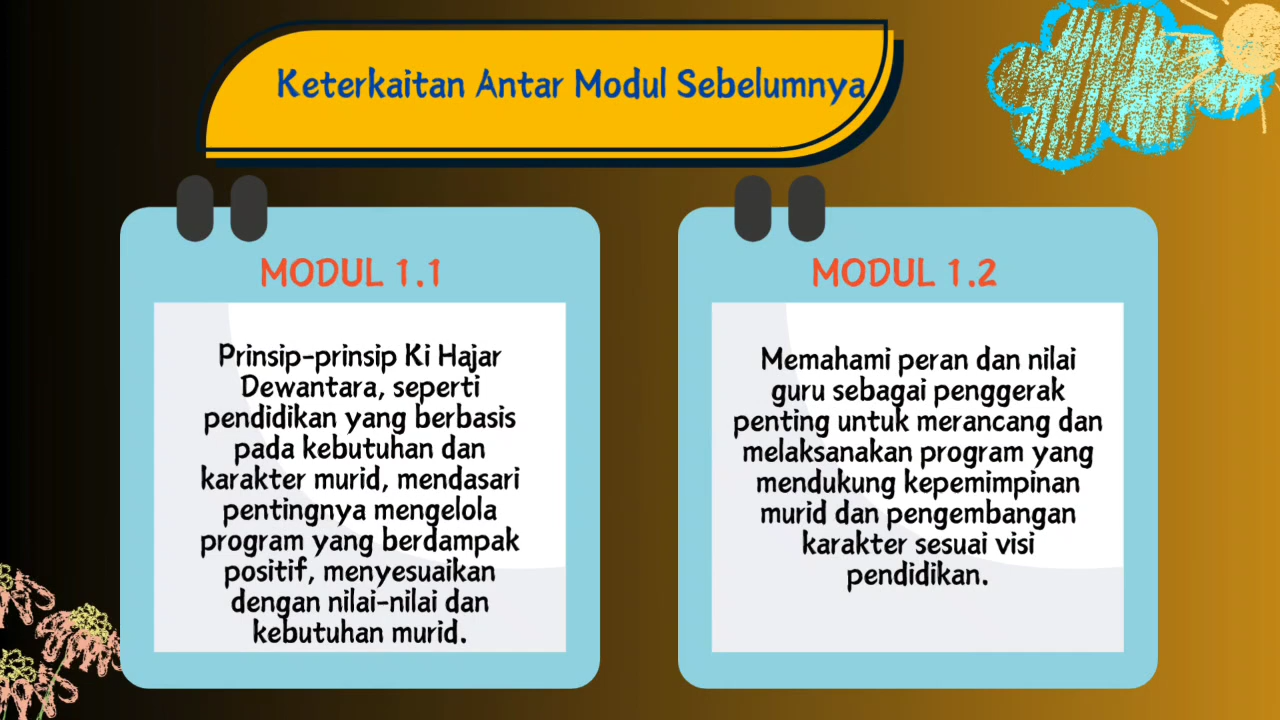 Keterkaitan Antar Modul Sebelumnya
MODUL 1.1
Prinsip-prinsip Ki Hajar
Dewantara, seperti
pendidikan yang berbasis
pada kebutuhan dan
karakter murid, mendasari
pentingnya mengelola
program yang berdampak
positif, menyesuaikan
dengan nilai-nilai dan
kebutuhan murid.
MODUL 1.2
Memahami peran dan nilai
guru sebagai penggerak
penting untuk merancang dan
melaksanakan program yang
mendukung kepemimpinan
murid dan pengembangan
karakter sesuai visi
pendidikan.